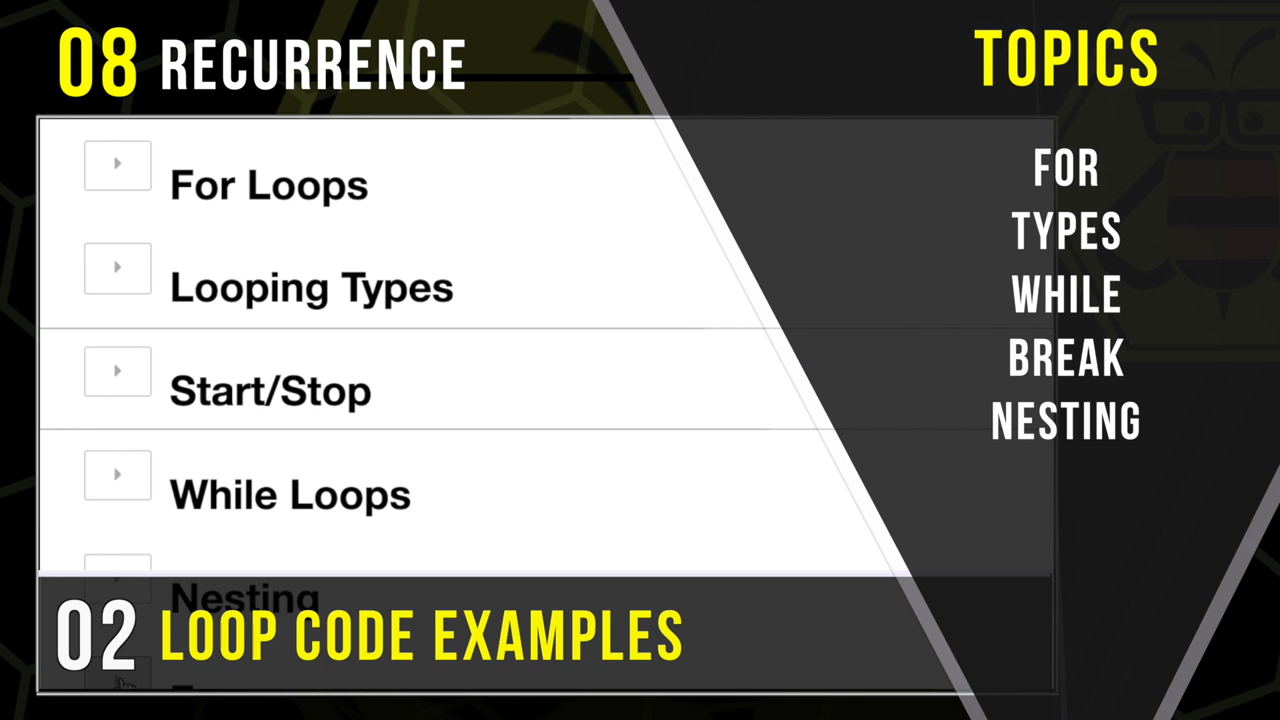 08 RECURRENCE
For Loops
Looping Types
Start/Stop
While Loops
Nesting
02 LOOP CODE EXAMPLES
TOPICS
FOR
TYPES
WHILE
BREAK
NESTING